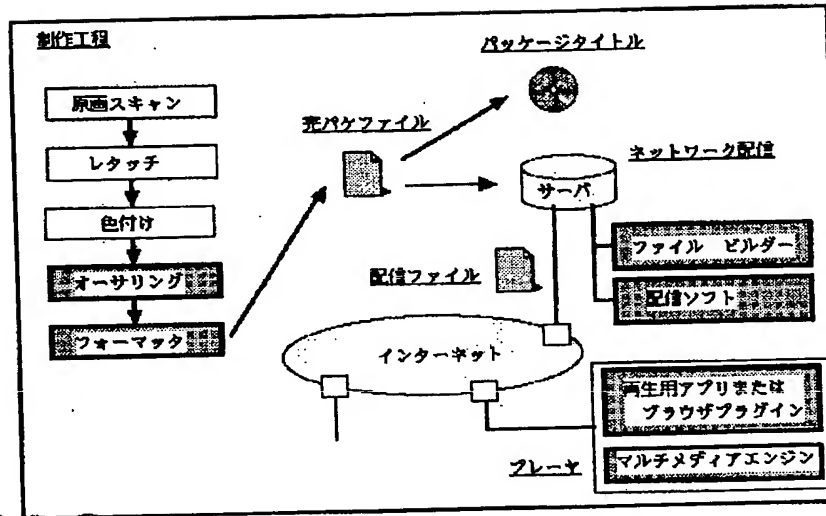 制作工程
原画スキャン
レタッチ
色付け
オーサリング
フォーマッタ
完パケファイル
パッケージタイトル
ネットワーク配信
サーバ
ファイル ビルダー
配信ソフト
配信ファイル
インターネット
再生用アプリまたは
ブラウザプラグイン
マルチメディアエンジン
プレーヤ